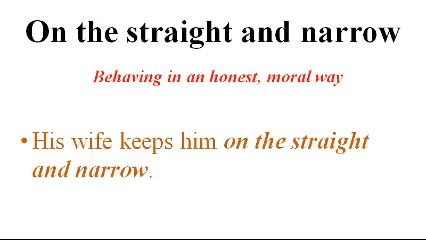 On the straight and narrow
Behaving in an honest, moral way
• His wife keeps him on the straight
and narrow.